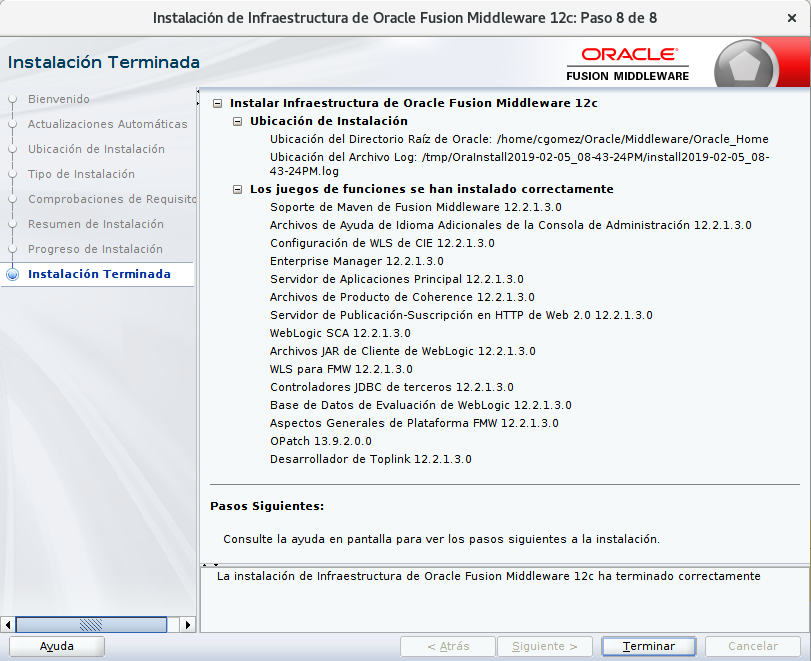 Instalación de Infraestructura de Oracle Fusion Middleware 12c: Paso 8 de 8
Instalación Terminada
ORACLE
FUSION MIDDLEWARE
Bienvenido
Actualizaciones Automáticas
Ubicación de Instalación
Tipo de Instalación
Comprobaciones de Requisito
Resumen de Instalación
Progreso de Instalación
Instalación Terminada
Instalar Infraestructura de Oracle Fusion Middleware 12c
Ubicación de Instalación
Ubicación del Directorio Raíz de Oracle: /home/cgomez/Oracle/Middleware/Oracle_Home
Ubicación del Archivo Log: /tmp/OraInstall2019-02-05_08-43-24PM/install2019-02-05_08-
43-24PM.log
Los juegos de funciones se han instalado correctamente
Soporte de Maven de Fusion Middleware 12.2.1.3.0
Archivos de Ayuda de Idioma Adicionales de la Consola de Administración 12.2.1.3.0
Configuración de WLS de CIE 12.2.1.3.0
Enterprise Manager 12.2.1.3.0
Servidor de Aplicaciones Principal 12.2.1.3.0
Archivos de Producto de Coherence 12.2.1.3.0
Servidor de Publicación-Suscripción en HTTP de Web 2.0 12.2.1.3.0
WebLogic SCA 12.2.1.3.0
Archivos JAR de Cliente de WebLogic 12.2.1.3.0
WLS para FMW 12.2.1.3.0
Controladores JDBC de terceros 12.2.1.3.0
Base de Datos de Evaluación de WebLogic 12.2.1.3.0
Aspectos Generales de Plataforma FMW 12.2.1.3.0
OPatch 13.9.2.0.0
Desarrollador de Toplink 12.2.1.3.0
Pasos Siguientes:
Consulte la ayuda en pantalla para ver los pasos siguientes a la instalación.
La instalación de Infraestructura de Oracle Fusion Middleware 12c ha terminado correctamente
Ayuda
< Atrás
Siguiente >
Terminar
Cancelar